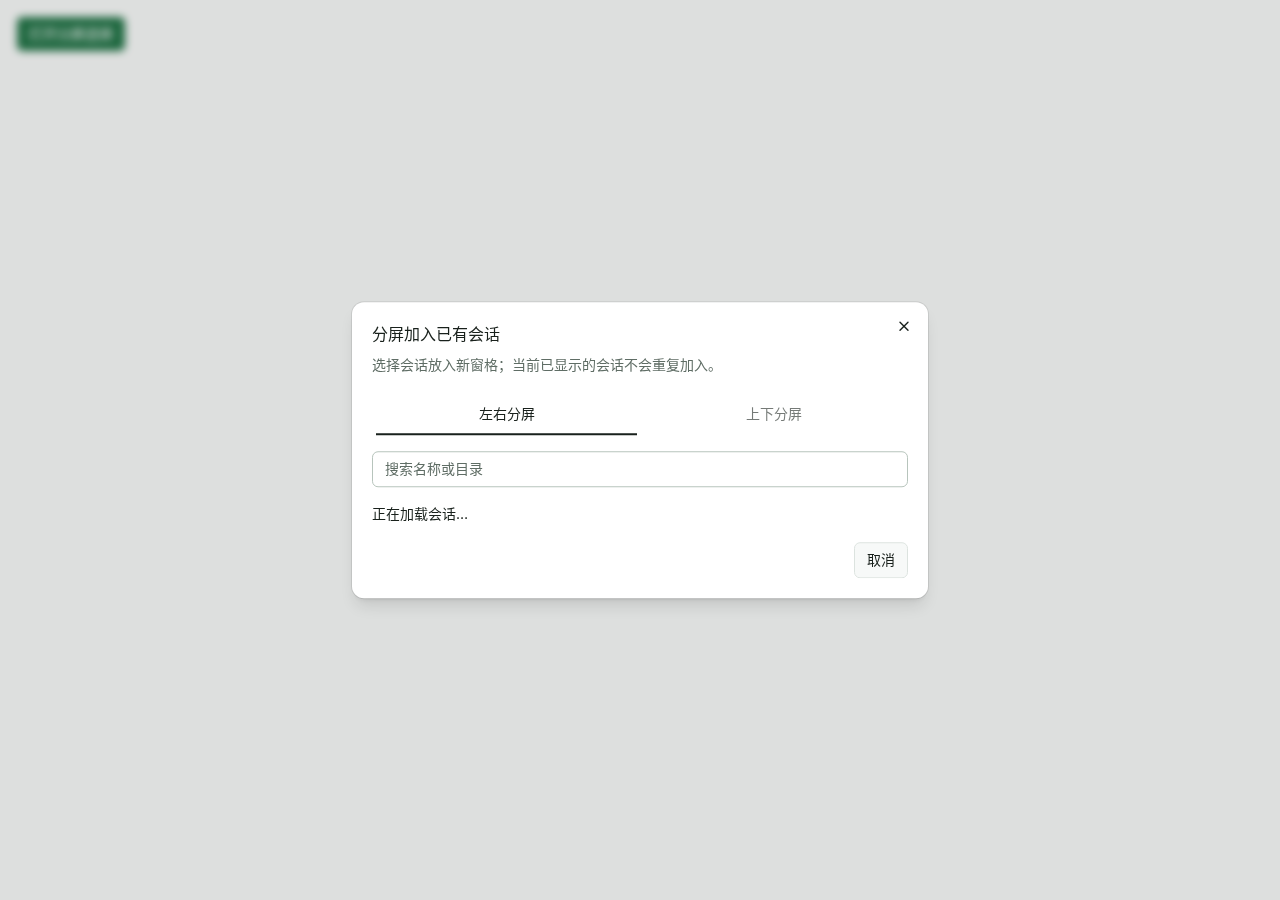 分屏加入已有会话
选择会话放入新窗格；当前已显示的会话不会重复加入。
左右分屏
上下分屏
搜索名称或目录
正在加载会话...
取消